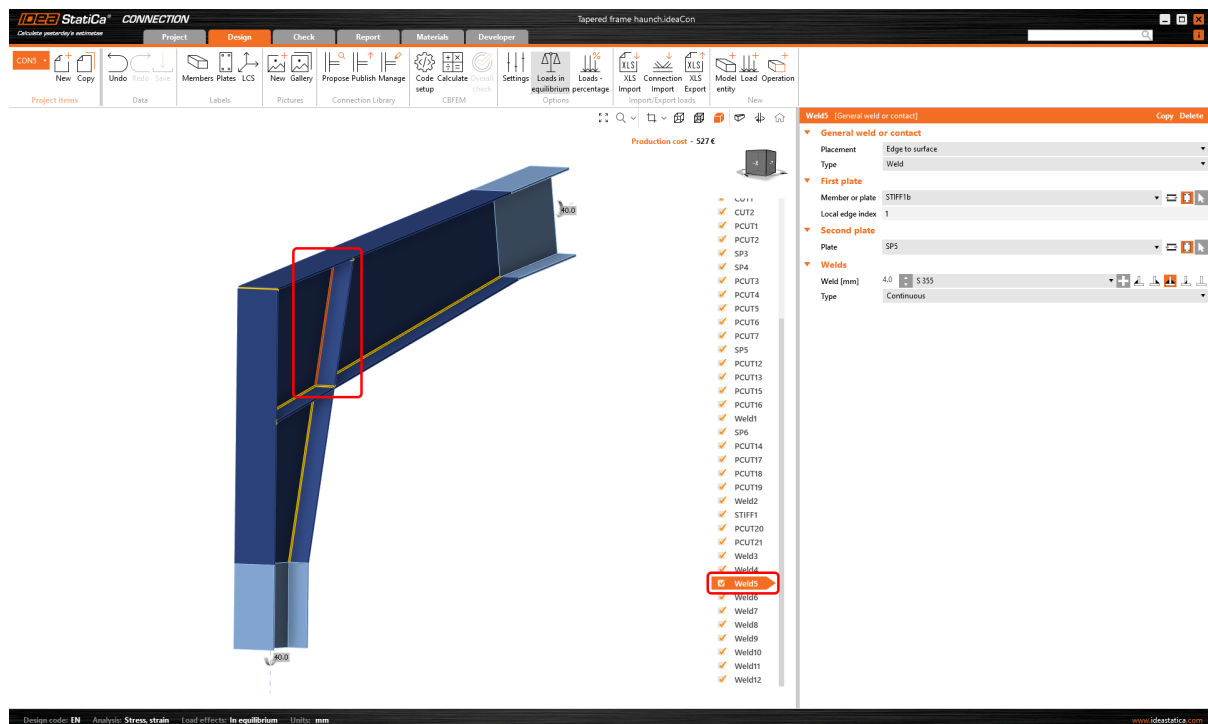 IDEA StatiCa® CONNECTION
Tapered frame haunch.ideaCon
Calculate yesterday's estimates
Project Design Check Report Materials Developer
CON5 New Copy Undo Redo Save Members Plates LCS New Gallery Propose Publish Manage Code setup Calculate Overall check Settings Loads in equilibrium Loads - percentage XLS Import Connection Import XLS Export Model entity Load Operation
Project items Data Labels Pictures Connection Library CBFEM Options Import/Export loads New
Production cost - 527 €
-X
40.0
40.0
CUT1
CUT2
PCUT1
PCUT2
SP3
SP4
PCUT3
PCUT4
PCUT5
PCUT6
PCUT7
SP5
PCUT12
PCUT13
PCUT15
PCUT16
Weld1
SP6
PCUT14
PCUT17
PCUT18
PCUT19
Weld2
STIFF1
PCUT20
PCUT21
Weld3
Weld4
Weld5
Weld6
Weld7
Weld8
Weld9
Weld10
Weld11
Weld12
Weld5 [General weld or contact] Copy Delete
General weld or contact
Placement Edge to surface
Type Weld
First plate
Member or plate STIFF1b
Local edge index 1
Second plate
Plate SP5
Welds
Weld [mm] 4.0 S 355
Type Continuous
Design code: EN Analysis: Stress, strain Load effects: In equilibrium Units: mm
www.ideastatica.com